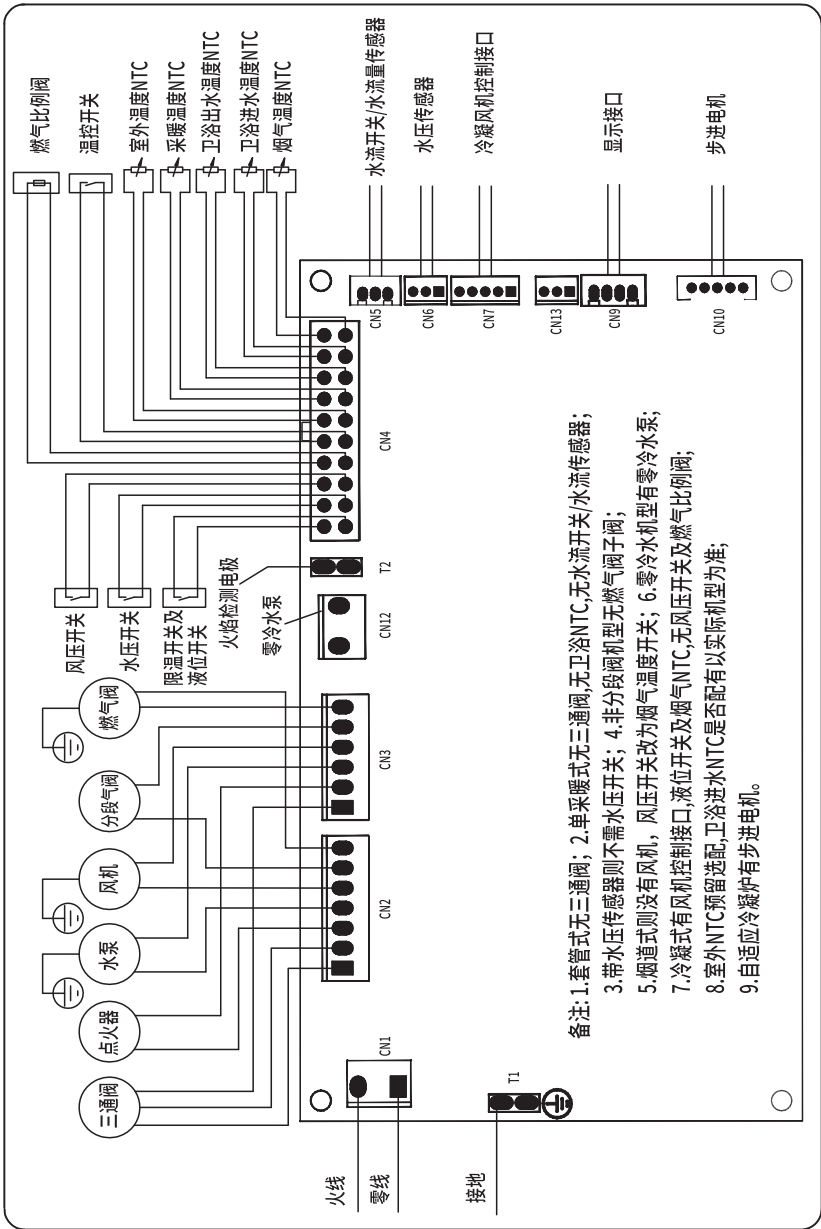 燃气比例阀
温控开关
室外温度NTC
采暖温度NTC
卫浴出水温度NTC
卫浴进水温度NTC
烟气温度NTC
水流开关/水流量传感器
水压传感器
冷凝风机控制接口
显示接口
步进电机
CN5
CN6
CN7
CN13
CN9
CN10
CN4
风压开关
水压开关
限温开关及
液位开关
火焰检测电极
零冷水泵
T2
CN12
燃气阀
分段气阀
风机
水泵
点火器
三通阀
CN3
CN2
CN1
T1
火线
零线
接地
备注: 1.套管式无三通阀; 2.单采暖式无三通阀,无卫浴NTC,无水流开关/水流传感器;
3.带水压传感器则不需水压开关; 4.非分段阀机型无燃气阀子阀;
5.烟道式则没有风机，风压开关改为烟气温度开关; 6.零冷水机型有零冷水泵;
7.冷凝式有风机控制接口,液位开关及烟气NTC,无风压开关及燃气比例阀;
8.室外NTC预留选配,卫浴进水NTC是否配有以实际机型为准;
9.自适应冷凝炉有步进电机。